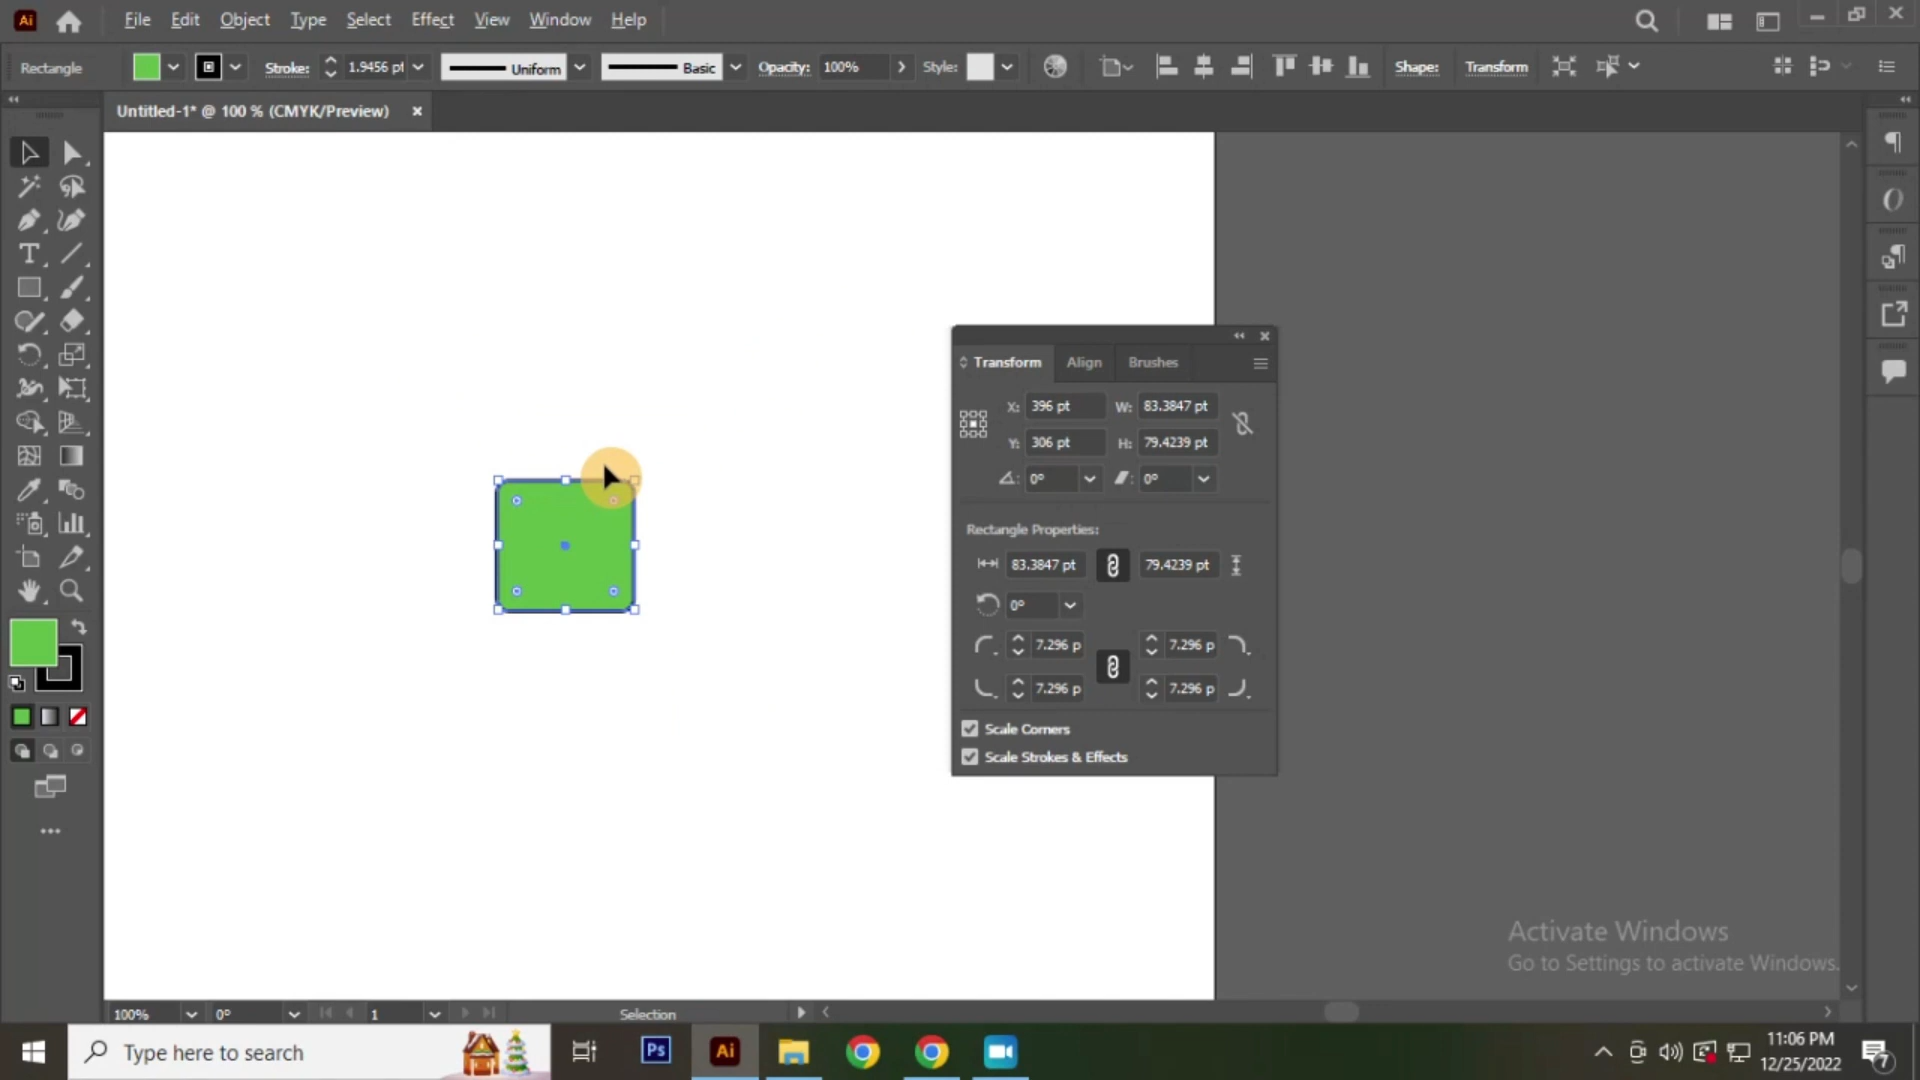 Ai File Edit Object Type Select Effect View Window Help
Rectangle Stroke: 1.9456 pt Uniform Basic Opacity: 100% Style: Shape: Transform
Untitled-1* @ 100 % (CMYK/Preview) ×
Transform Align Brushes
X: 396 pt W: 83.3847 pt
Y: 306 pt H: 79.4239 pt
0° 0°
Rectangle Properties:
83.3847 pt 79.4239 pt
0°
7.296 p 7.296 p
7.296 p 7.296 p
Scale Corners
Scale Strokes & Effects
Activate Windows
Go to Settings to activate Windows.
100% 0° 1 Selection
Type here to search Ps Ai 11:06 PM
12/25/2022 7